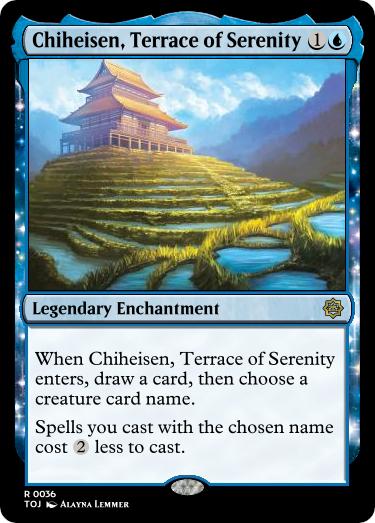 Chiheisen, Terrace of Serenity 1
Legendary Enchantment
When Chiheisen, Terrace of Serenity
enters, draw a card, then choose a
creature card name.
Spells you cast with the chosen name
cost 2 less to cast.
R 0036
TOJ Alayna Lemmer